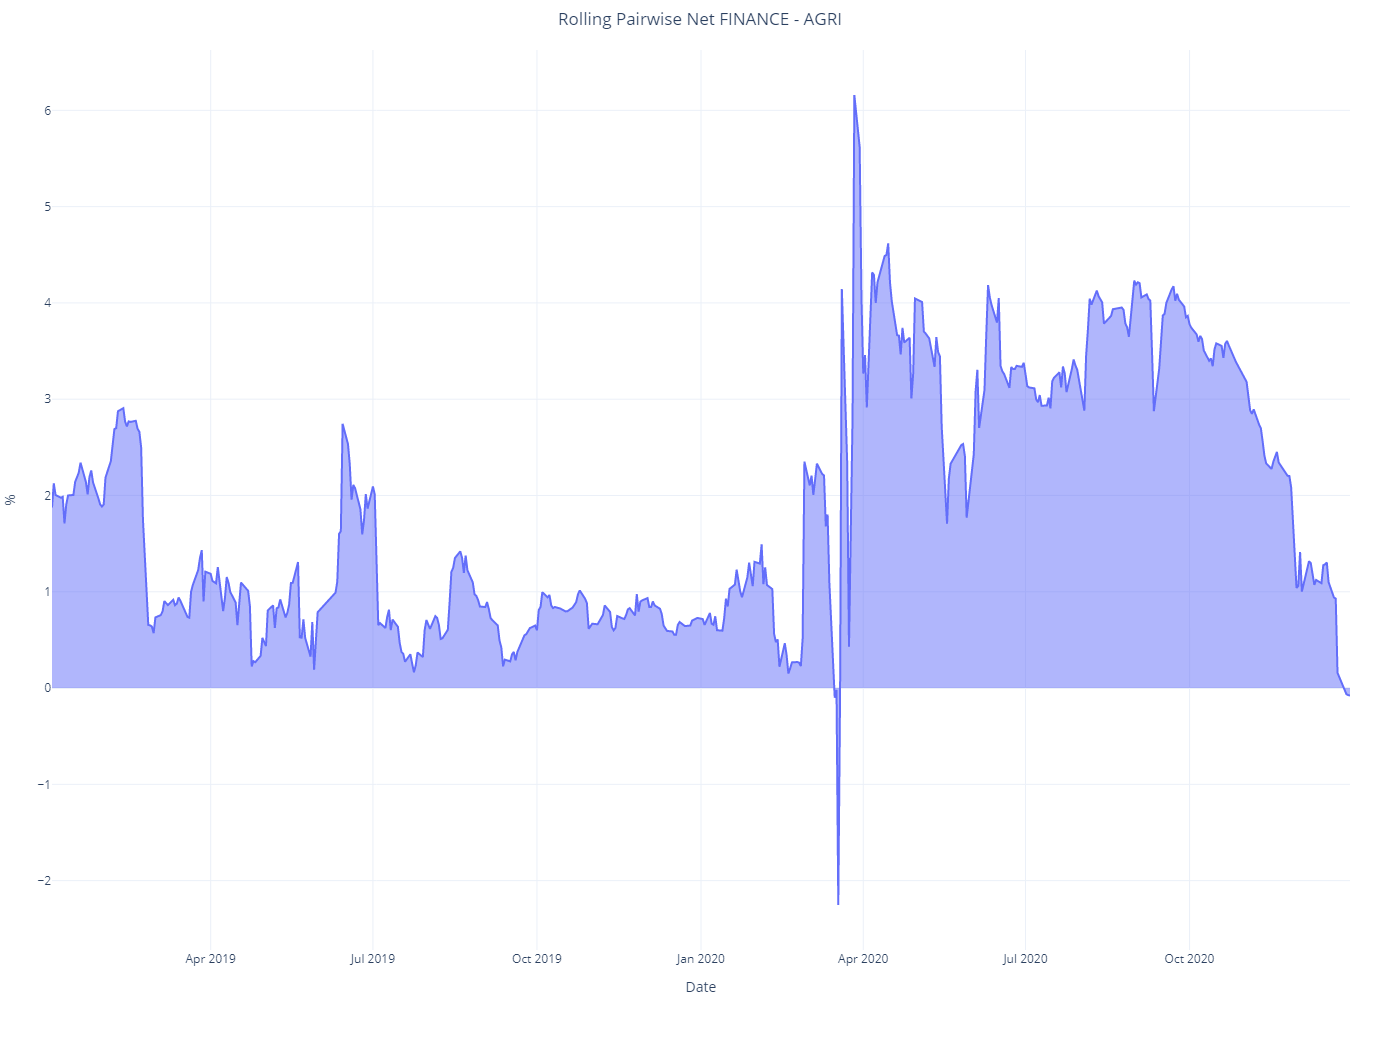 Rolling Pairwise Net FINANCE - AGRI
6
5
4
3
2
%
1
0
−1
−2
Apr 2019
Jul 2019
Oct 2019
Jan 2020
Apr 2020
Jul 2020
Oct 2020
Date